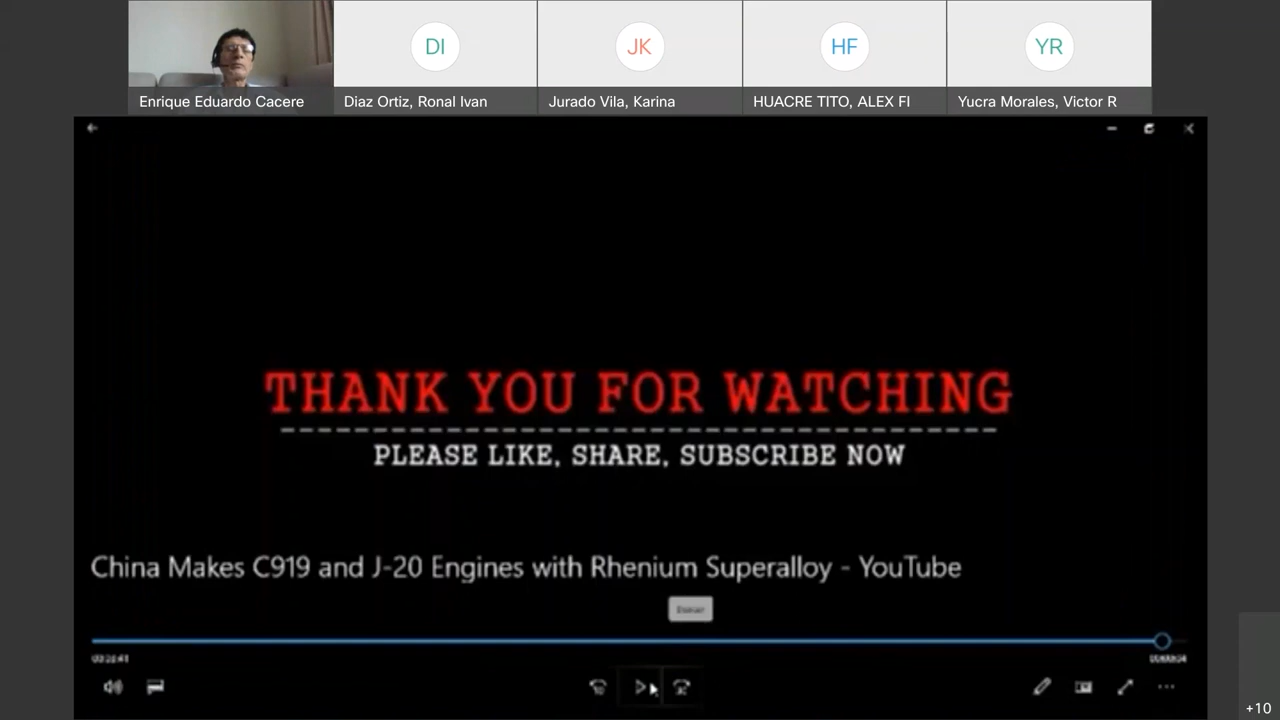 DI
JK
HF
YR
Enrique Eduardo Cacere
Diaz Ortiz, Ronal Ivan
Jurado Vila, Karina
HUACRE TITO, ALEX FI
Yucra Morales, Victor R
THANK YOU FOR WATCHING
PLEASE LIKE, SHARE, SUBSCRIBE NOW
China Makes C919 and J-20 Engines with Rhenium Superalloy - YouTube
+10